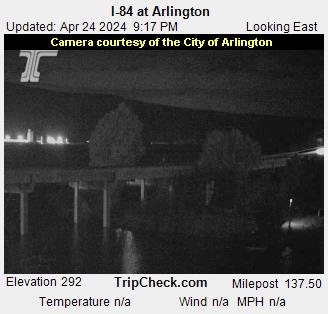 I-84 at Arlington
Updated: Apr 24 2024 9:17 PM Looking East
Camera courtesy of the City of Arlington
Elevation 292 TripCheck.com Milepost 137.50
Temperature n/a Wind n/a MPH n/a